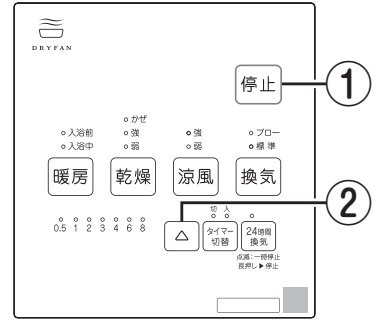 DRYFAN
停止
①
かぜ
入浴前 強 強 ブロー
入浴中 弱 弱 標準
暖房 乾燥 涼風 換気
②
切 入
0.5 1 2 3 4 6 8
△
タイマー
切替
24時間
換気
点滅:一時停止
長押し▶停止